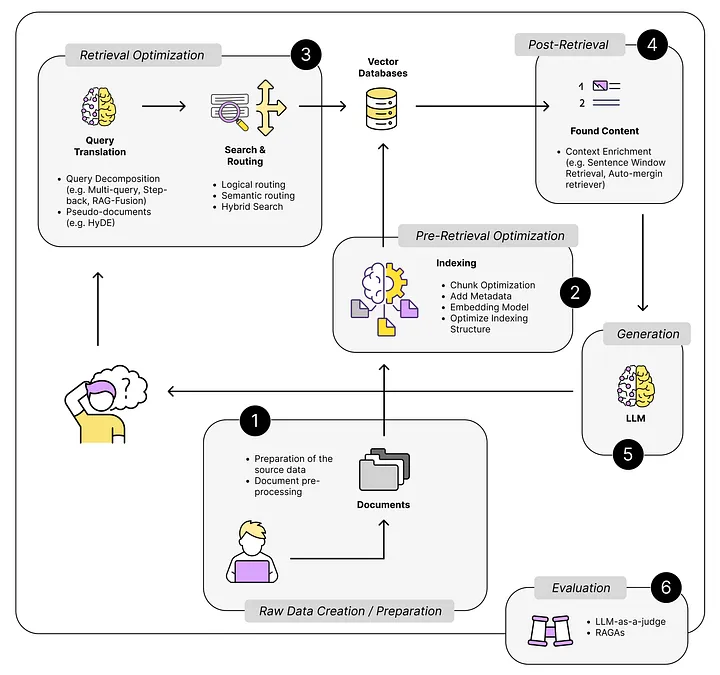 Retrieval Optimization
3
Query
Translation
• Query Decomposition
(e.g. Multi-query, Step-
back, RAG-Fusion)
• Pseudo-documents
(e.g. HyDE)
Search &
Routing
• Logical routing
• Semantic routing
• Hybrid Search
Vector
Databases
Post-Retrieval
4
1
2
Found Content
• Context Enrichment
(e.g. Sentence Window
Retrieval, Auto-margin
retriever)
Pre-Retrieval Optimization
Indexing
• Chunk Optimization
• Add Metadata
• Embedding Model
• Optimize Indexing
Structure
2
Generation
LLM
5
?
1
• Preparation of the
source data
• Document pre-
processing
Documents
Raw Data Creation / Preparation
Evaluation
6
• LLM-as-a-judge
• RAGAs